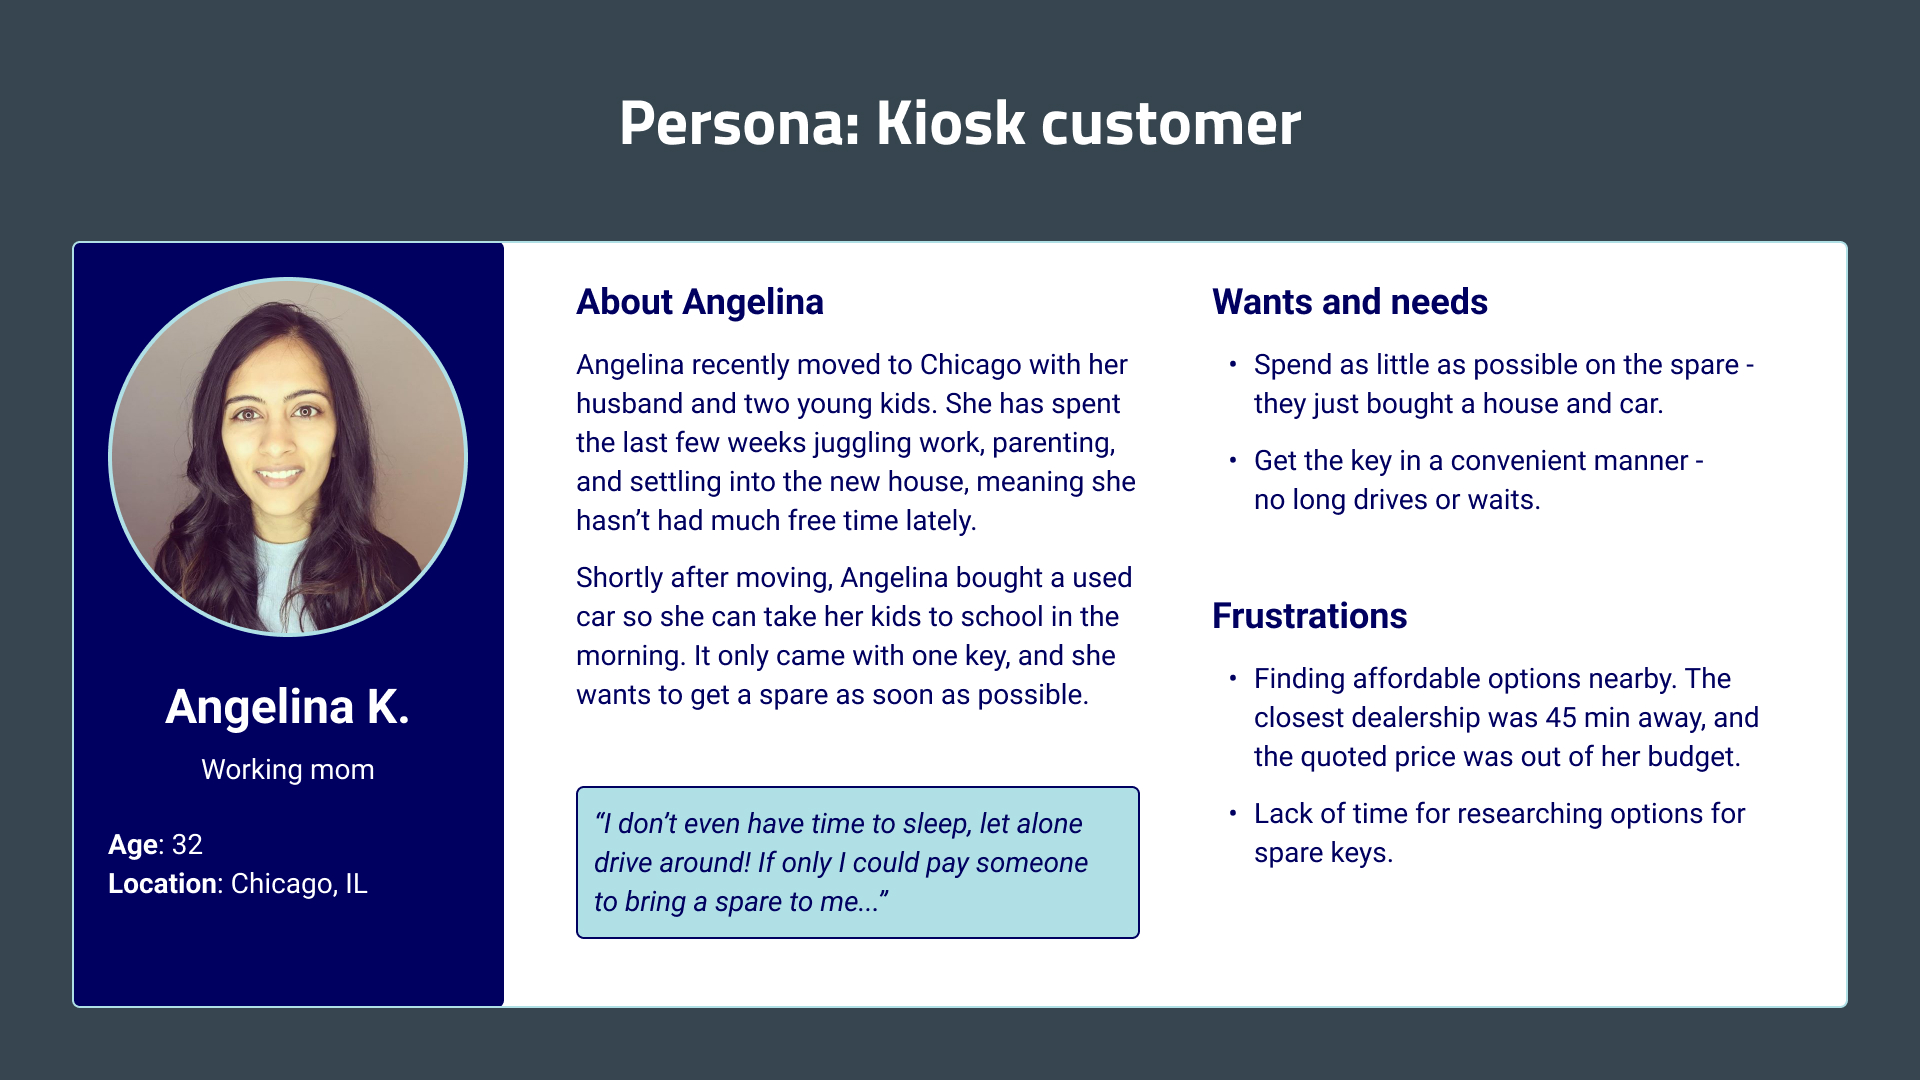 Persona: Kiosk customer
Angelina K.
Working mom
Age: 32
Location: Chicago, IL
About Angelina
Angelina recently moved to Chicago with her
husband and two young kids. She has spent
the last few weeks juggling work, parenting,
and settling into the new house, meaning she
hasn’t had much free time lately.
Shortly after moving, Angelina bought a used
car so she can take her kids to school in the
morning. It only came with one key, and she
wants to get a spare as soon as possible.
“I don’t even have time to sleep, let alone
drive around! If only I could pay someone
to bring a spare to me...”
Wants and needs
• Spend as little as possible on the spare -
they just bought a house and car.
• Get the key in a convenient manner -
no long drives or waits.
Frustrations
• Finding affordable options nearby. The
closest dealership was 45 min away, and
the quoted price was out of her budget.
• Lack of time for researching options for
spare keys.